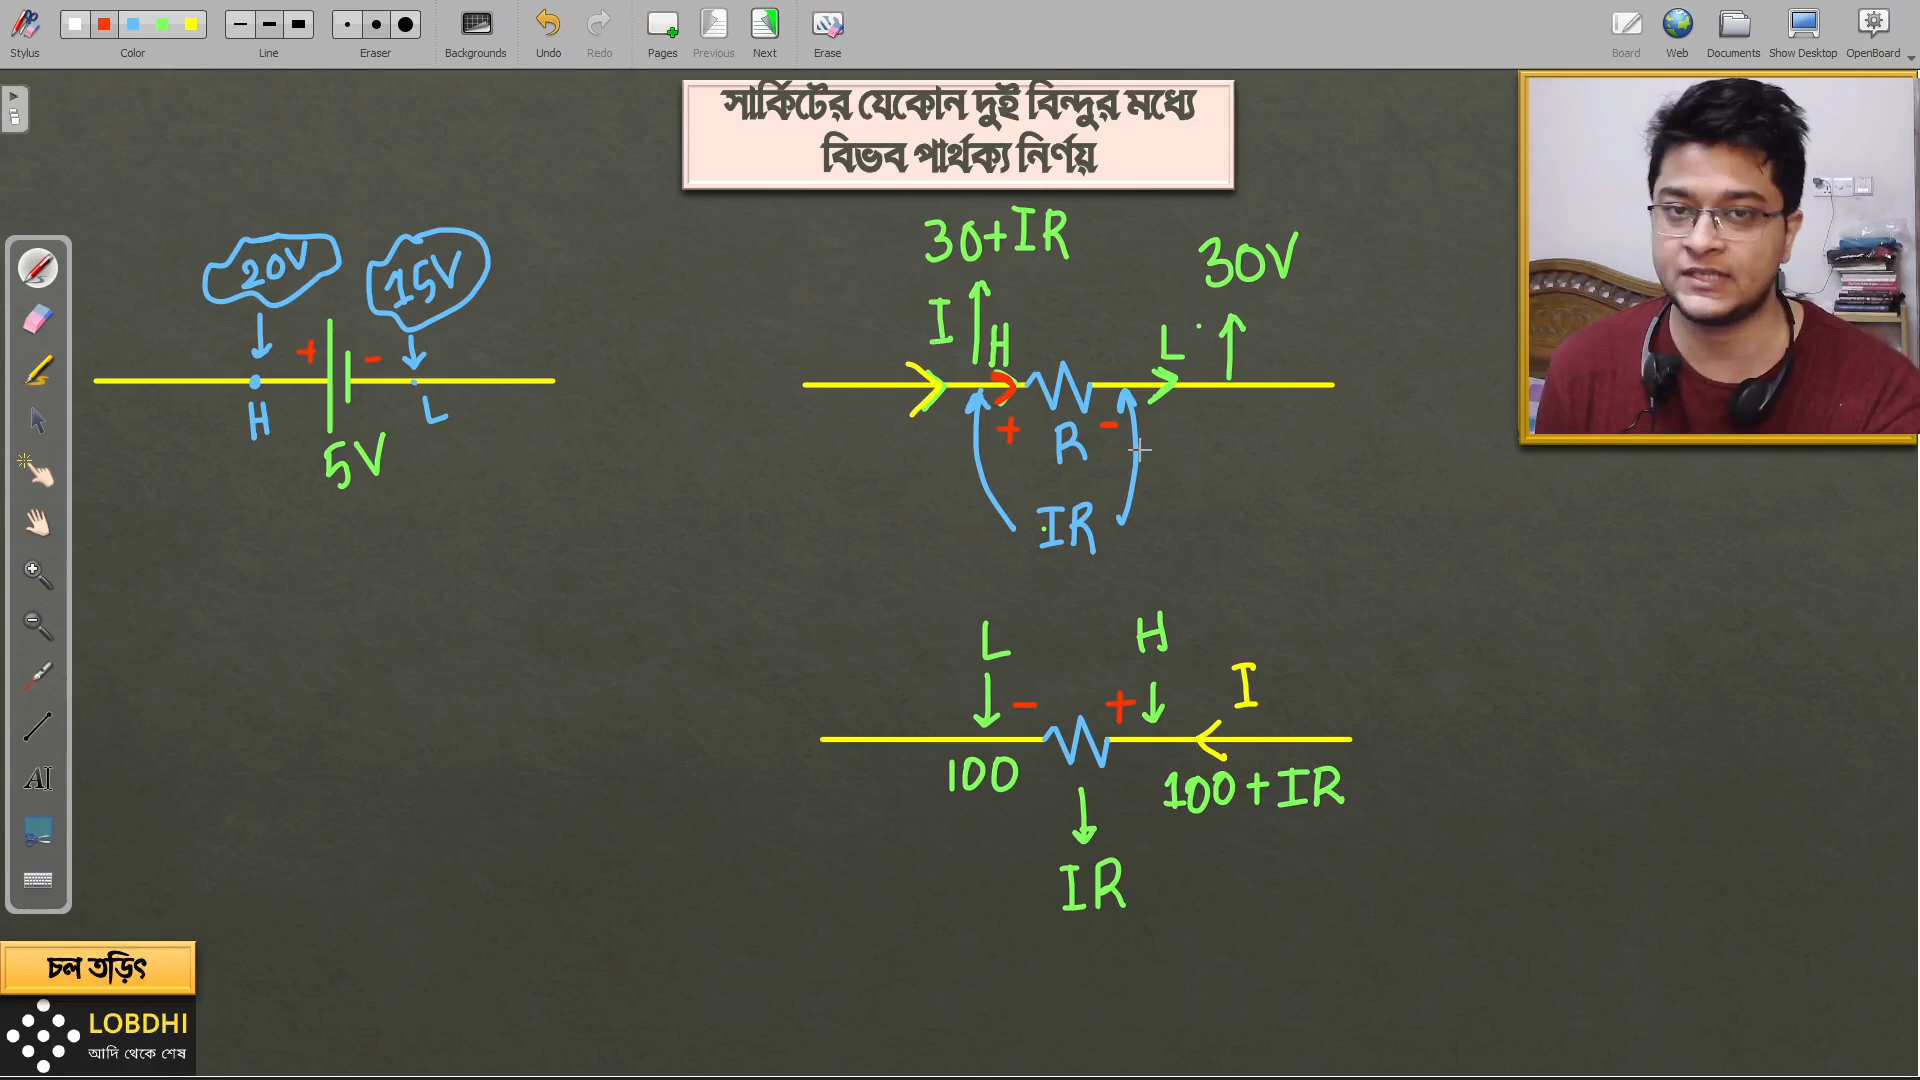 Stylus
Color
Line
Eraser
Backgrounds
Undo
Redo
Pages
Previous
Next
Erase
Board
Web
Documents
Show Desktop
OpenBoard
সার্কিটের যেকোন দুই বিন্দুর মধ্যে
বিভব পার্থক্য নির্ণয়
20V
15V
+
-
H
L
5V
30+IR
30V
I
H
L
+
-
R
IR
L
H
I
-
+
100
100+IR
IR
AI
চল তড়িৎ
LOBDHI
আদি থেকে শেষ